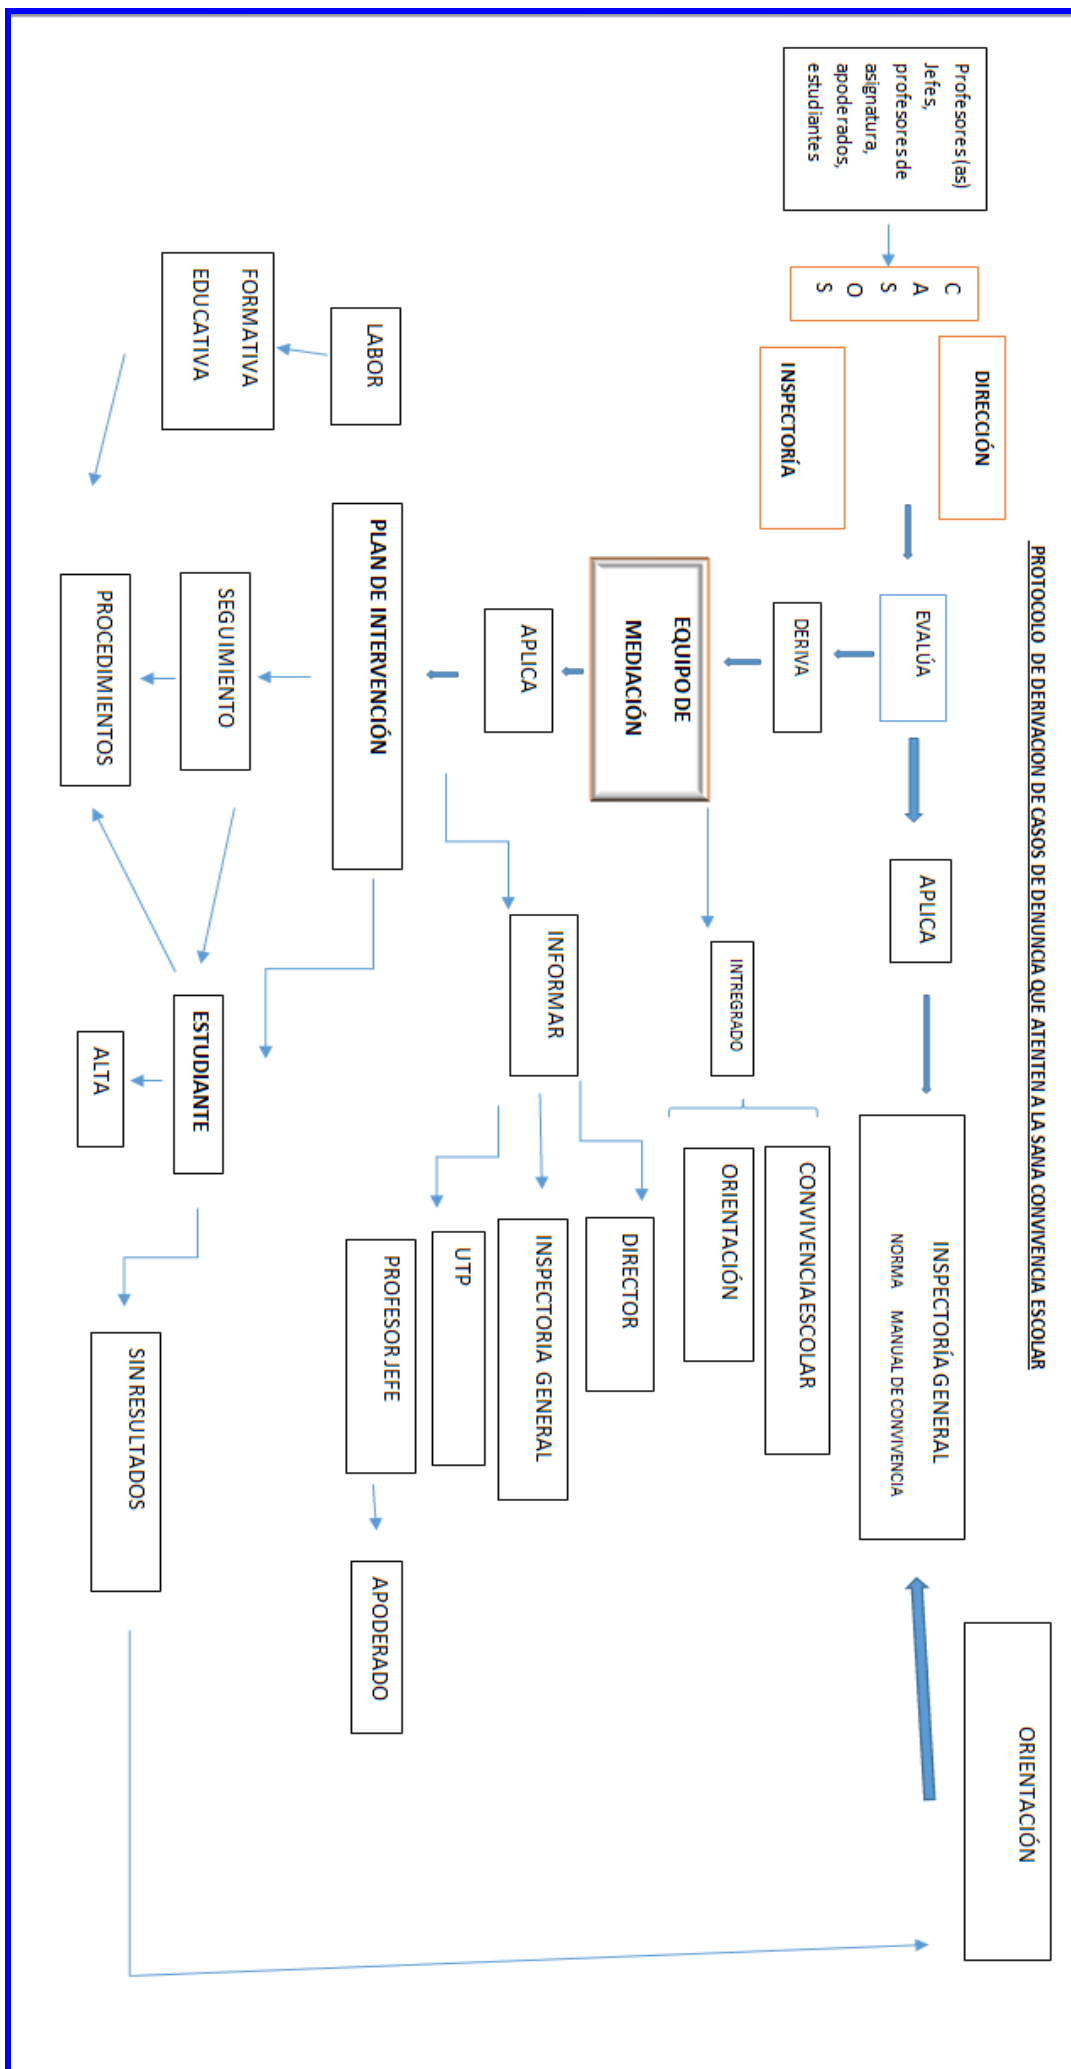 PROTOCOLO DE DERIVACION DE CASOS DE DENUNCIA QUE ATENTEN A LA SANA CONVIVENCIA ESCOLAR
Profesores (as)
Jefes,
profesores de
asignatura,
apoderados,
estudiantes
C
A
S
O
S
DIRECCIÓN
INSPECTORÍA
EVALÚA
APLICA
INSPECTORÍA GENERAL
NORMA MANUAL DE CONVIVENCIA
ORIENTACIÓN
DERIVA
EQUIPO DE
MEDIACIÓN
INTREGRADO
CONVIVENCIA ESCOLAR
ORIENTACIÓN
APLICA
INFORMAR
DIRECTOR
INSPECTORIA GENERAL
UTP
PROFESOR JEFE
APODERADO
LABOR
FORMATIVA
EDUCATIVA
PLAN DE INTERVENCIÓN
SEGUIMIENTO
PROCEDIMIENTOS
ESTUDIANTE
ALTA
SIN RESULTADOS